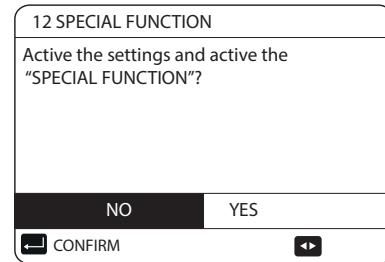 12 SPECIAL FUNCTION
Active the settings and active the
“SPECIAL FUNCTION”?
NO YES
CONFIRM